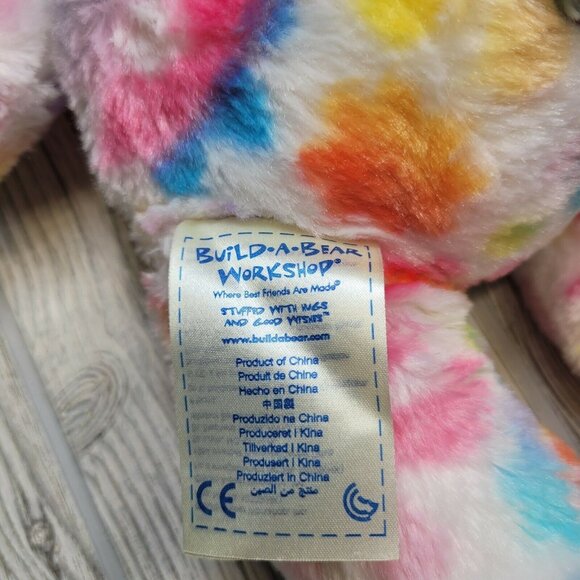 BUILD-A-BEAR
WORKSHOP®
Where Best Friends Are Made®
STUFFED WITH HUGS
AND GOOD WISHES™
www.buildabear.com
Product of China
Produit de Chine
Hecho en China
中国製
Produzido na China
Produceret i Kina
Tillverkad i Kina
Produsert i Kina
Produziert in China
منتج من الصين
CE